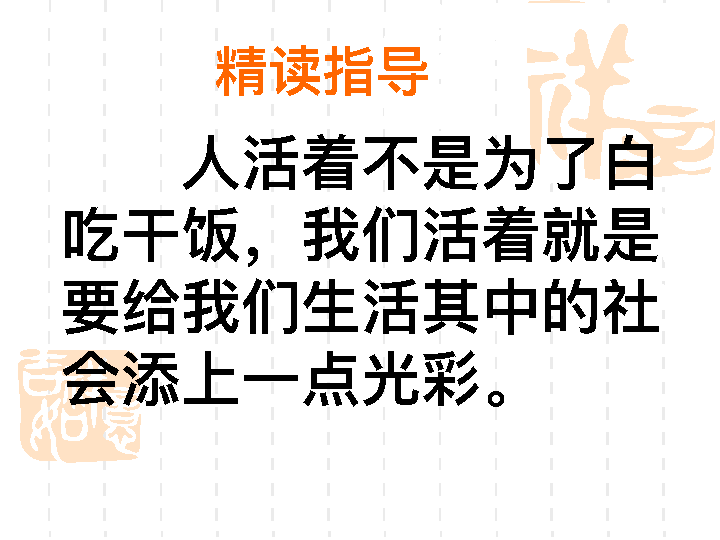 精读指导
人活着不是为了白
吃干饭，我们活着就是
要给我们生活其中的社
会添上一点光彩。